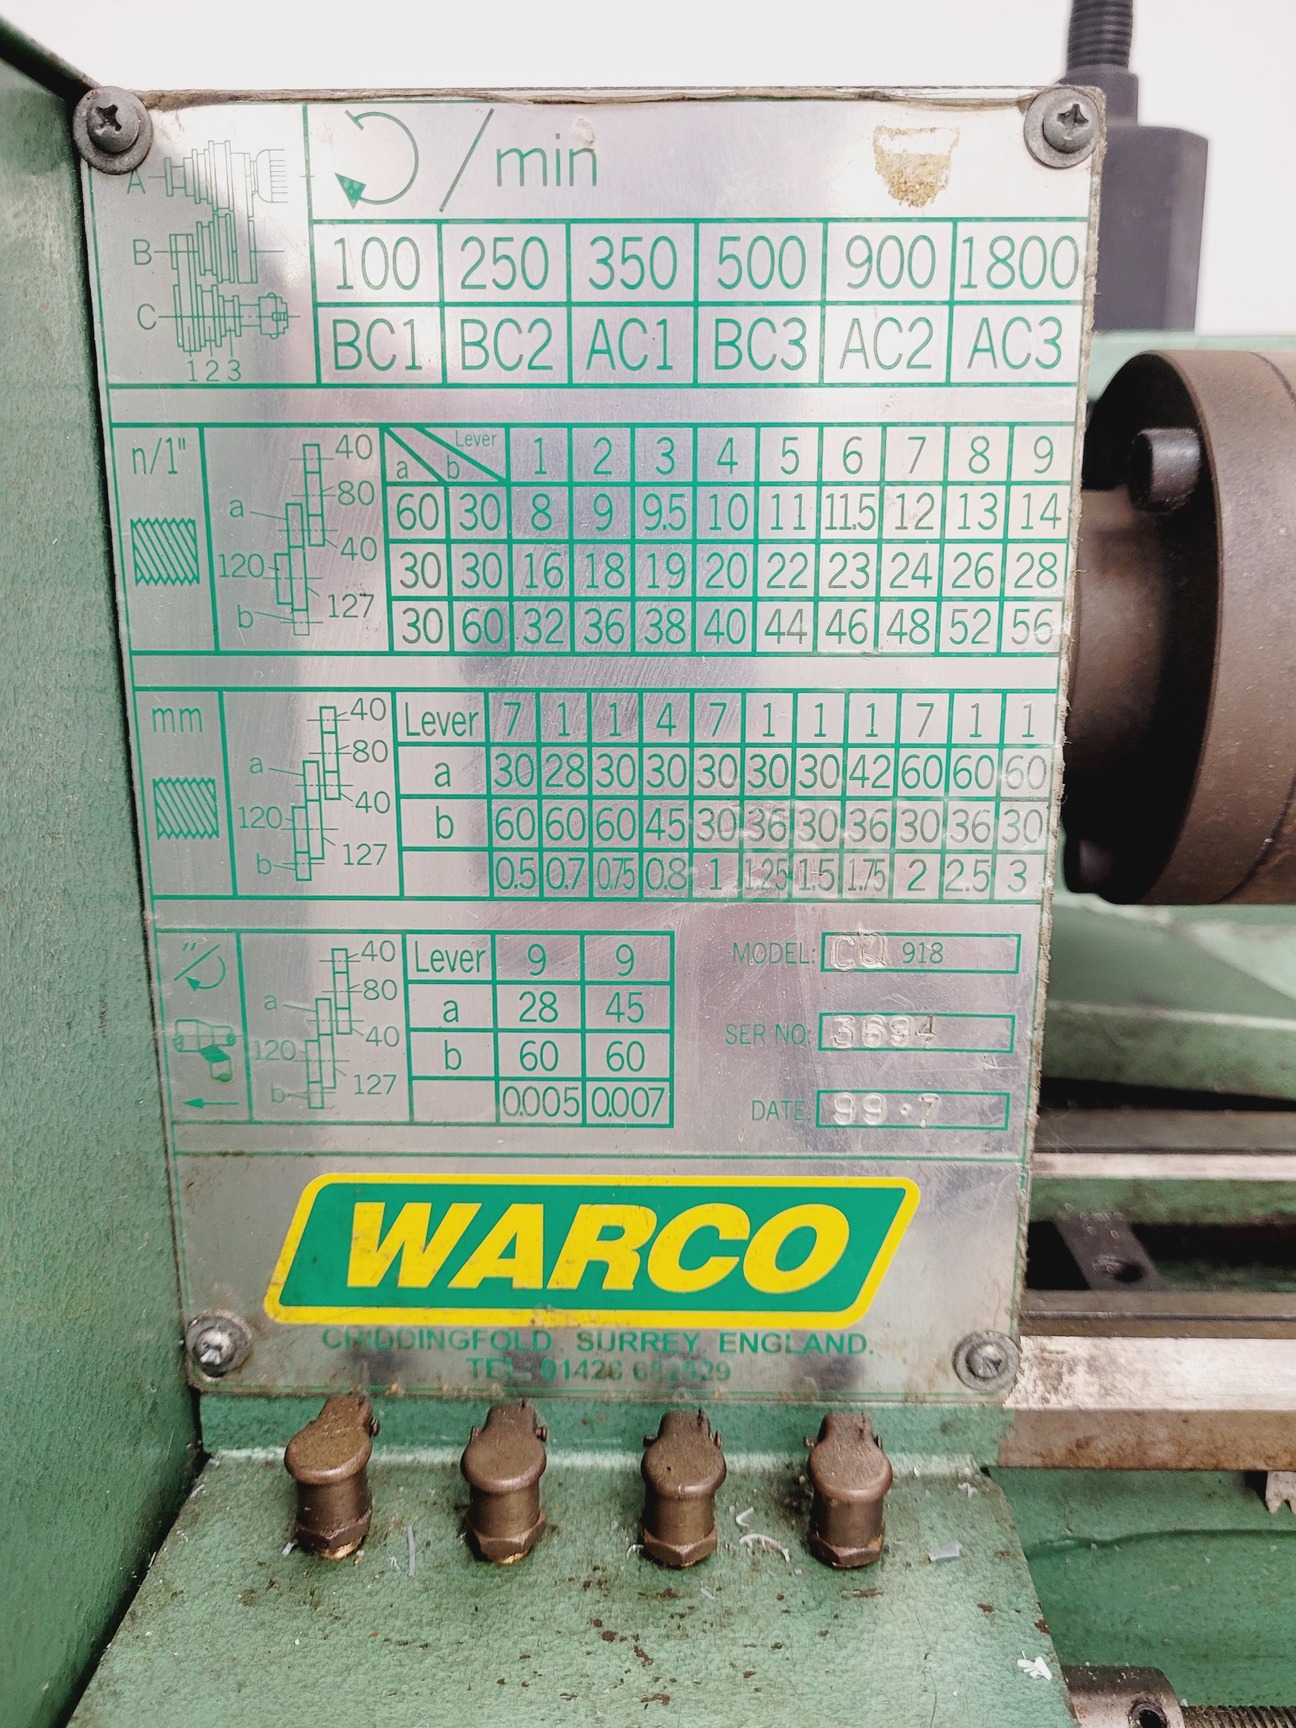 A
/min
B
C
1 2 3
100 250 350 500 900 1800
BC1 BC2 AC1 BC3 AC2 AC3
n/1"
40
80
a
40
120
127
b
a b Lever 1 2 3 4 5 6 7 8 9
60 30 8 9 9.5 10 11 11.5 12 13 14
30 30 16 18 19 20 22 23 24 26 28
30 60 32 36 38 40 44 46 48 52 56
mm
40
80
a
40
120
127
b
Lever 7 1 1 4 7 1 1 1 7 1 1
a 30 28 30 30 30 30 30 42 60 60 60
b 60 60 60 45 30 36 30 36 30 36 30
0.5 0.7 0.75 0.8 1 1.25 1.5 1.75 2 2.5 3
"
40
80
a
40
120
127
b
Lever 9 9
a 28 45
b 60 60
0.005 0.007
MODEL: CQ 918
SER NO: 3694
DATE: 99·7
WARCO
CHIDDINGFOLD SURREY ENGLAND.
TEL: 01428